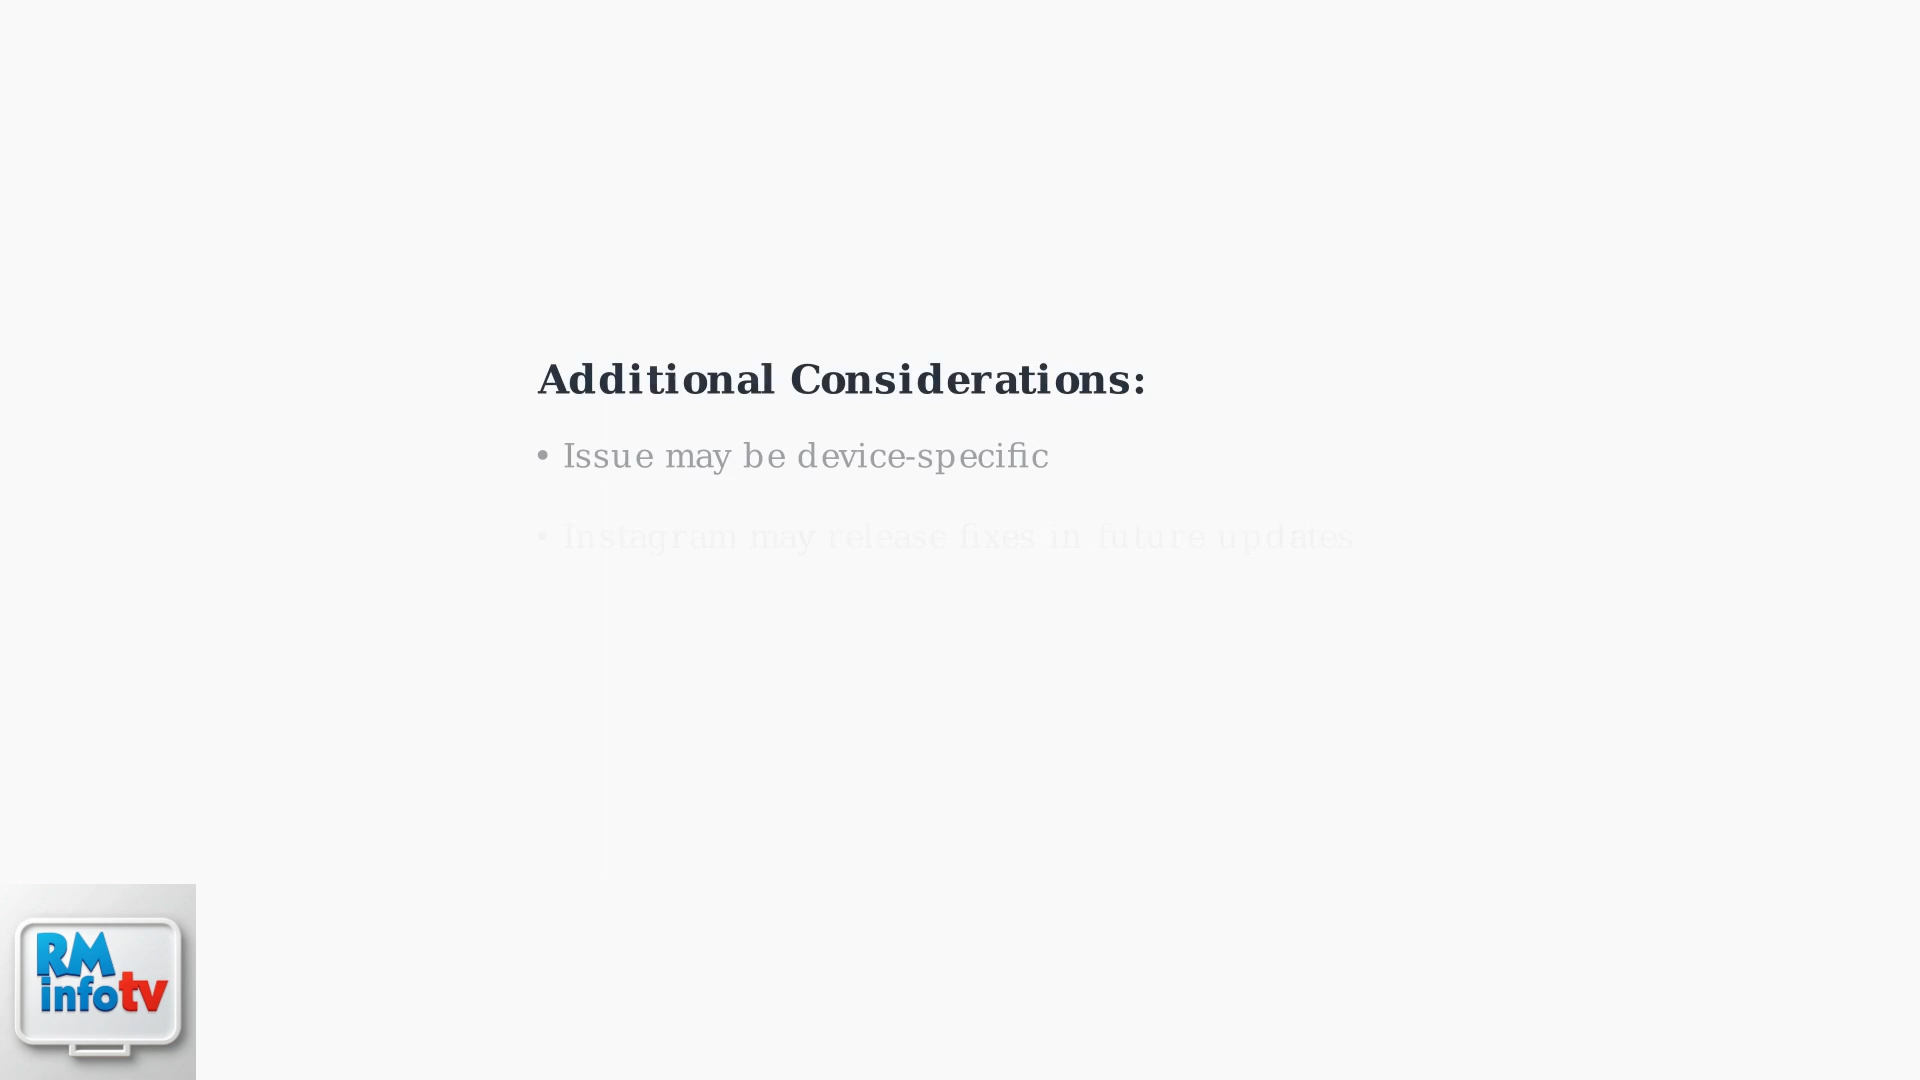 Additional Considerations:
• Issue may be device-specific
• Instagram may release fixes in future updates
RM
infotv